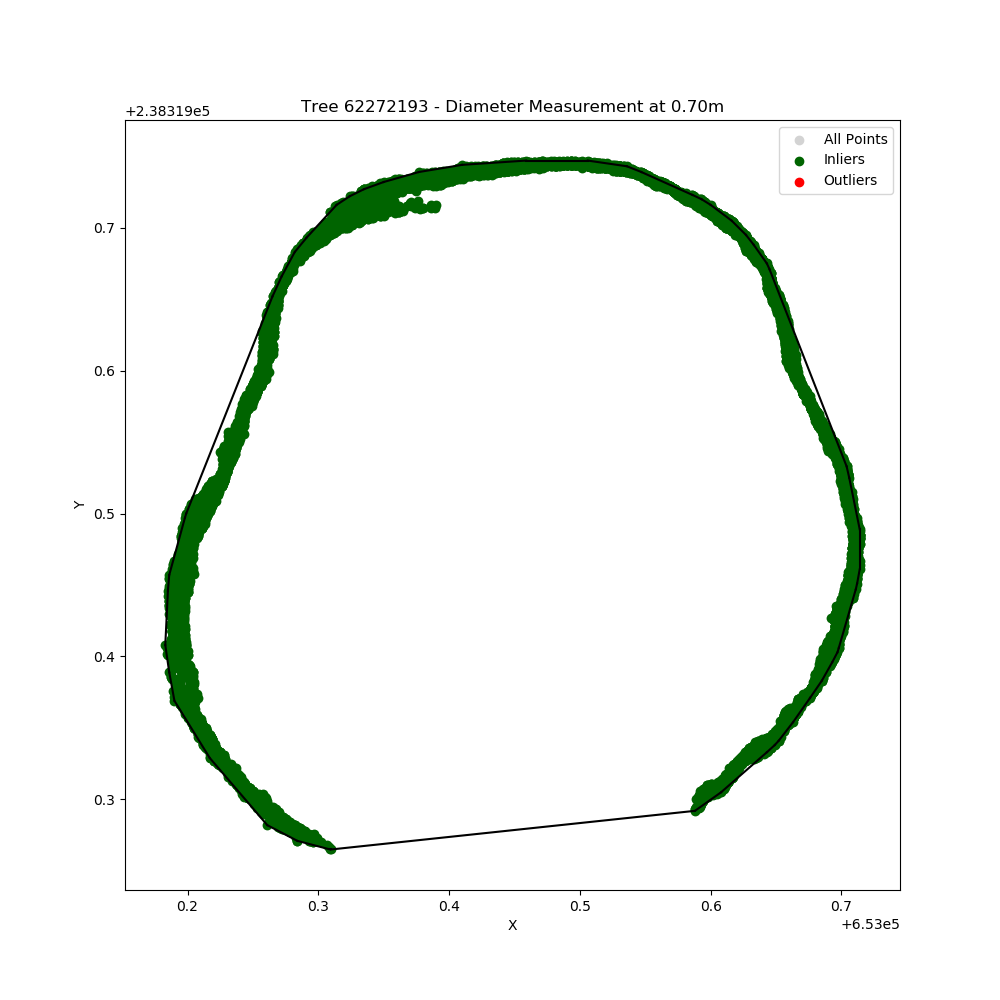 Tree 62272193 - Diameter Measurement at 0.70m
+2.38319e5
All Points
Inliers
Outliers
0.7
0.6
0.5
0.4
0.3
Y
0.2 0.3 0.4 0.5 0.6 0.7
X
+6.53e5